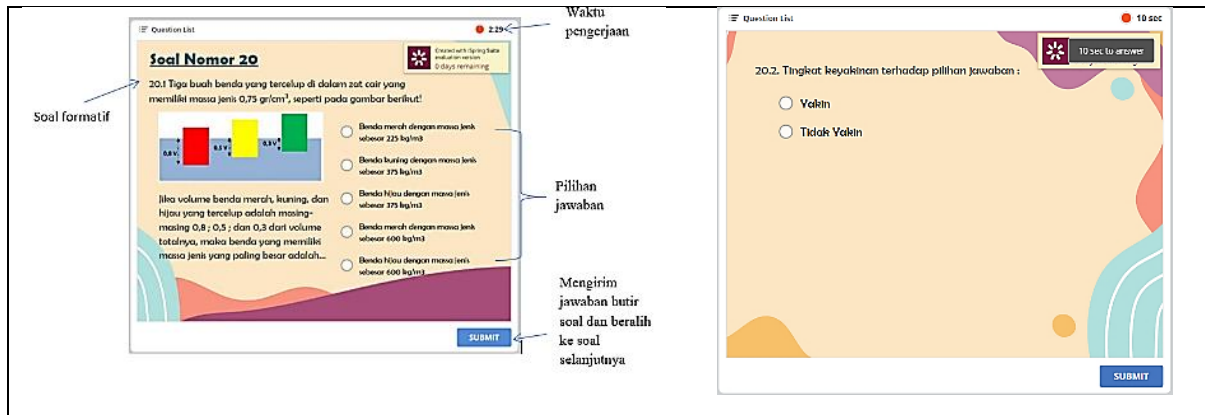 Waktu
pengerjaan
Question List
2:29
Soal Nomor 20
Created with iSpring Suite
evaluation version
0 days remaining
20.1 Tiga buah benda yang tercelup di dalam zat cair yang
memiliki massa jenis 0,75 gr/cm³, seperti pada gambar berikut!
Soal formatif
0,8 V
0,5 V
0,3 V
Benda merah dengan massa jenis
sebesar 225 kg/m3
Benda kuning dengan massa jenis
sebesar 375 kg/m3
Benda hijau dengan massa jenis
sebesar 375 kg/m3
Benda merah dengan massa jenis
sebesar 600 kg/m3
Benda hijau dengan massa jenis
sebesar 600 kg/m3
Jika volume benda merah, kuning, dan
hijau yang tercelup adalah masing-
masing 0,8 ; 0,5 ; dan 0,3 dari volume
totalnya, maka benda yang memiliki
massa jenis yang paling besar adalah...
Pilihan
jawaban
SUBMIT
Mengirim
jawaban butir
soal dan beralih
ke soal
selanjutnya
Question List
10 sec
10 sec to answer
20.2. Tingkat keyakinan terhadap pilihan jawaban :
Yakin
Tidak Yakin
SUBMIT